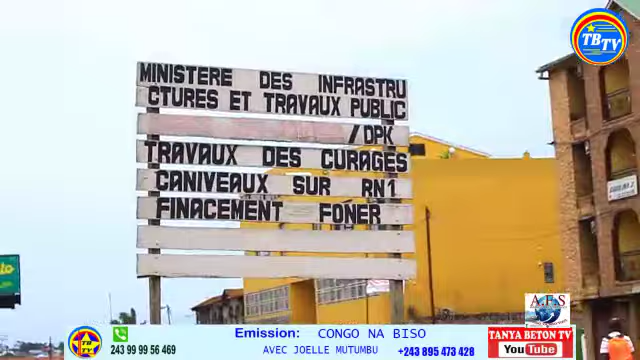 TBTV
MINISTERE DES INFRASTRU
CTURES ET TRAVAUX PUBLIC
/DPK
TRAVAUX DES CURAGES
CANIVEAUX SUR RN1
FINACEMENT FONER
A.F.S
Emission: CONGO NA BISO
243 99 99 56 469
AVEC JOELLE MUTUMBU
+243 895 473 428
TANYA BETON TV
YouTube